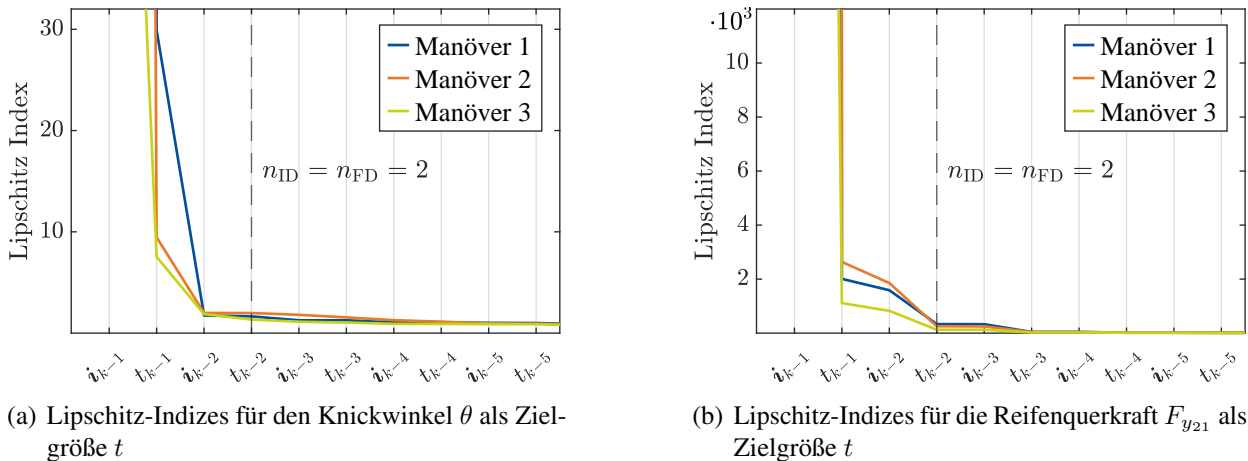 30
20
10
Lipschitz Index
Manöver 1
Manöver 2
Manöver 3
n_ID = n_FD = 2
i_{k−1} t_{k−1} i_{k−2} t_{k−2} i_{k−3} t_{k−3} i_{k−4} t_{k−4} i_{k−5} t_{k−5}
(a) Lipschitz-Indizes für den Knickwinkel θ als Ziel-
größe t
·10³
10
8
6
4
2
Lipschitz Index
Manöver 1
Manöver 2
Manöver 3
n_ID = n_FD = 2
i_{k−1} t_{k−1} i_{k−2} t_{k−2} i_{k−3} t_{k−3} i_{k−4} t_{k−4} i_{k−5} t_{k−5}
(b) Lipschitz-Indizes für die Reifenquerkraft F_{y_{21}} als
Zielgröße t